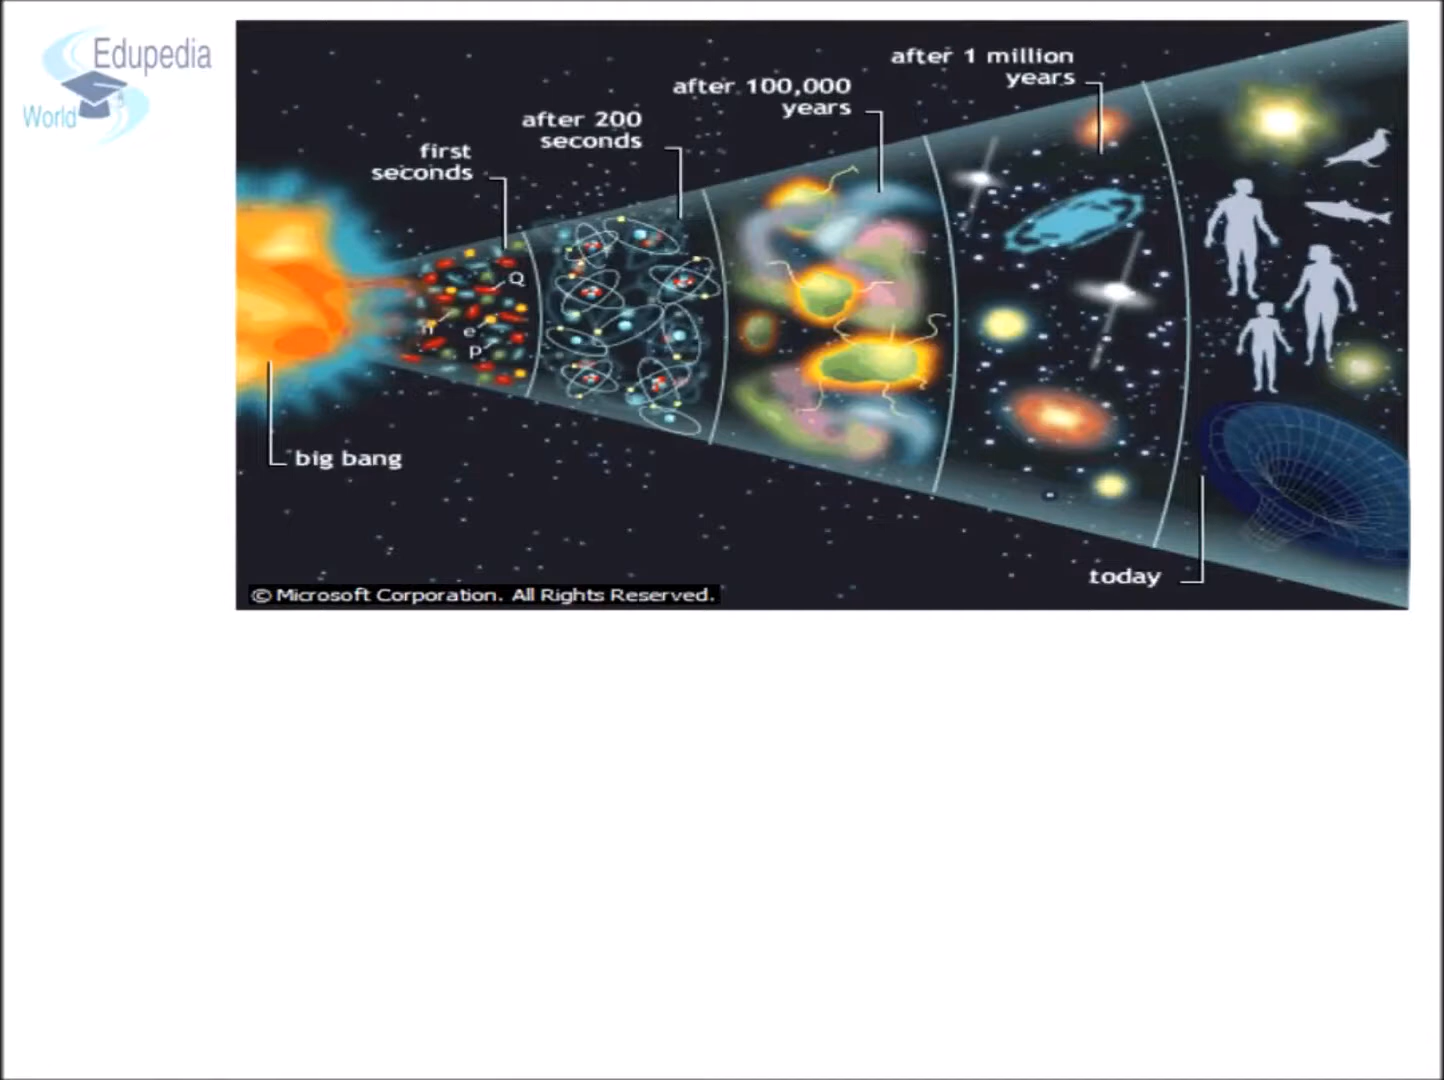 Edupedia
World
after 1 million
years
after 100,000
years
after 200
seconds
first
seconds
Q
n
e
p
big bang
today
© Microsoft Corporation. All Rights Reserved.